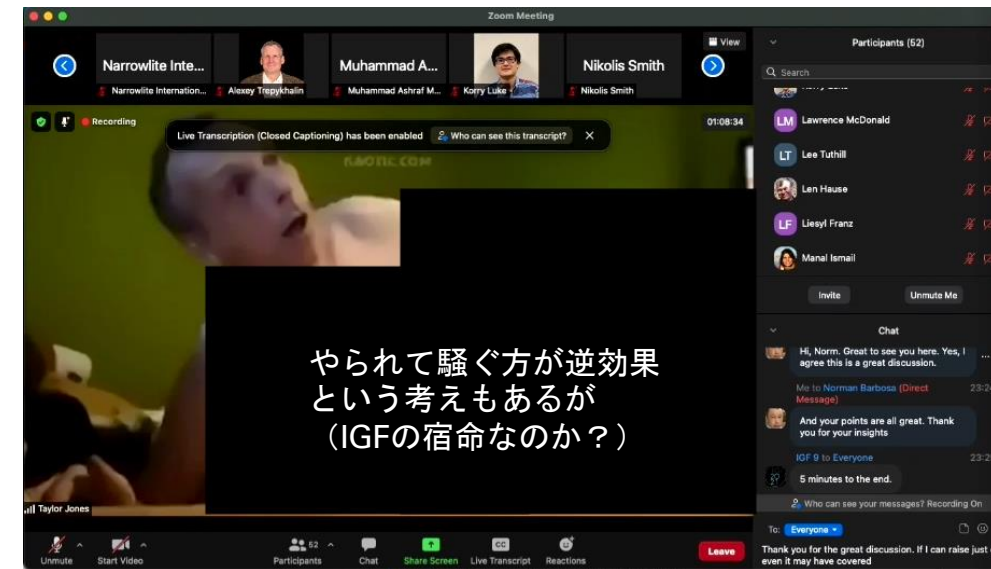 Zoom Meeting
View
Narrowlite Inte...
Muhammad A...
Nikolis Smith
Narrowlite Internation...
Alexey Trepykhalin
Muhammad Ashraf M...
Korry Luke
Nikolis Smith
Recording
Live Transcription (Closed Captioning) has been enabled
Who can see this transcript?
01:08:34
KAOTIC.COM
やられて騒ぐ方が逆効果
という考えもあるが
（IGFの宿命なのか？）
Taylor Jones
Unmute
Start Video
52
Participants
Chat
Share Screen
CC
Live Transcript
Reactions
Leave
Participants (52)
Search
LM
Lawrence McDonald
LT
Lee Tuthill
Len Hause
LF
Liesyl Franz
Manal Ismail
Invite
Unmute Me
Chat
Hi, Norm. Great to see you here. Yes, I
agree this is a great discussion.
Me to Norman Barbosa (Direct
Message)
And your points are all great. Thank
you for your insights
IGF 9 to Everyone
5 minutes to the end.
Who can see your messages? Recording On
To: Everyone
Thank you for the great discussion. If I can raise just
even it may have covered